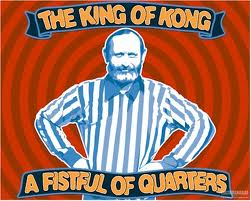 THE KING OF KONG
A FISTFUL OF QUARTERS